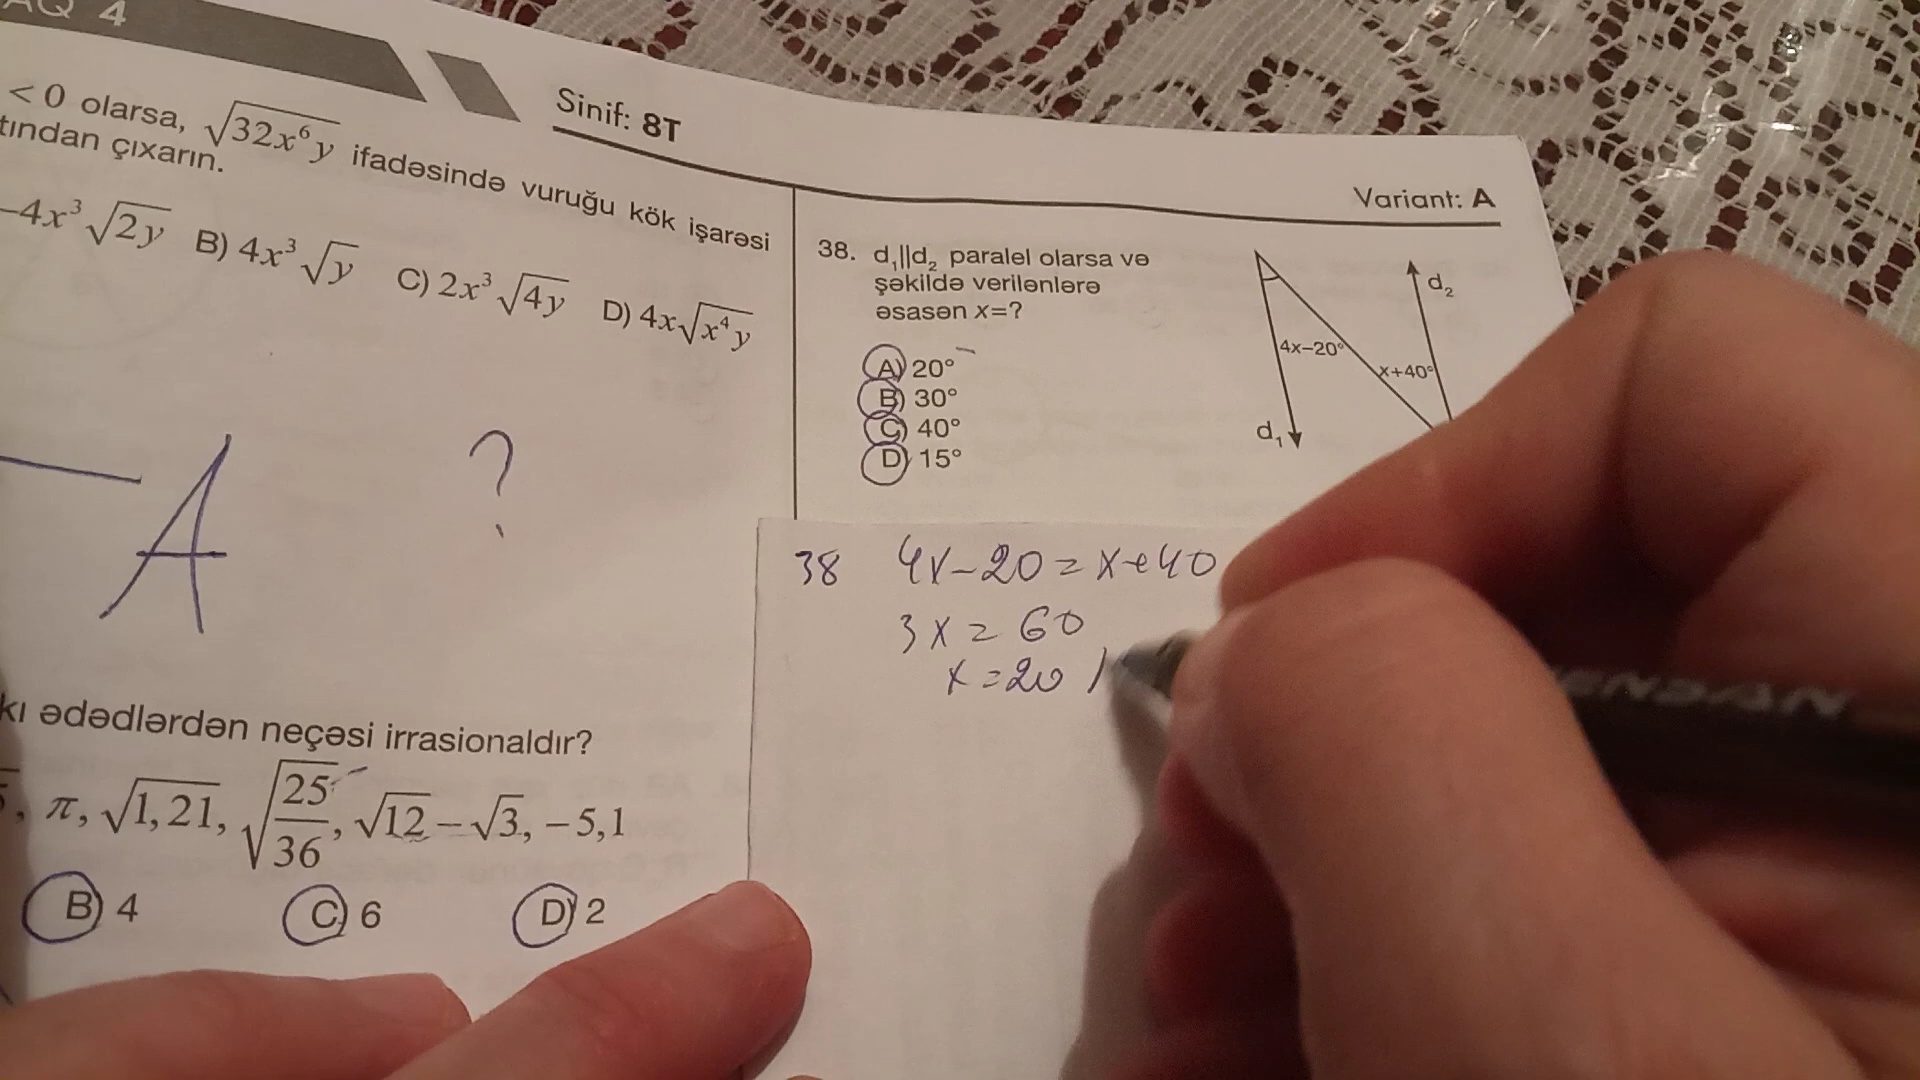 AQ 4
Sinif: 8T
Variant: A
< 0 olarsa, √32x⁶y ifadəsində vuruğu kök işarəsi
tından çıxarın.
−4x³√2y B) 4x³√y C) 2x³√4y D) 4x√x⁴y
A ?
kı ədədlərdən neçəsi irrasionaldır?
π, √1,21, √25/36, √12 − √3, −5,1
B) 4 C) 6 D) 2
38. d₁||d₂ paralel olarsa və
şəkildə verilənlərə
əsasən x=?
A) 20°
B) 30°
C) 40°
D) 15°
d₂
4x−20°
x+40°
d₁
38 4x−20=x+40
3x=60
x=20